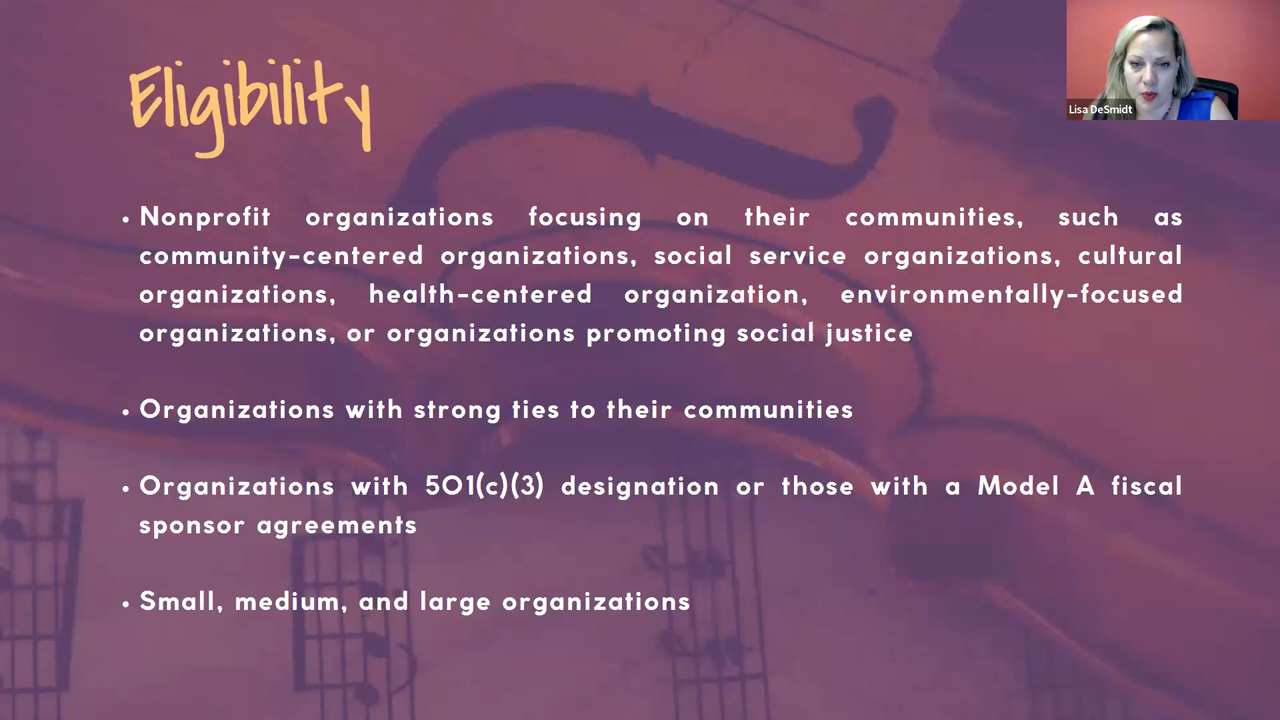 Eligibility
Lisa DeSmidt
• Nonprofit organizations focusing on their communities, such as
community-centered organizations, social service organizations, cultural
organizations, health-centered organization, environmentally-focused
organizations, or organizations promoting social justice
• Organizations with strong ties to their communities
• Organizations with 501(c)(3) designation or those with a Model A fiscal
sponsor agreements
• Small, medium, and large organizations